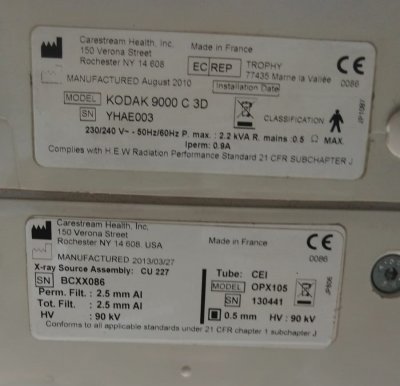 Carestream Health, Inc.
150 Verona Street
Rochester NY 14 608
Made in France
EC REP
TROPHY
77435 Marne la Vallée
CE
0086
MANUFACTURED August 2010
Installation Date
MODEL KODAK 9000 C 3D
SN YHAE003
CLASSIFICATION
230/240 V~ - 50Hz/60Hz P. max. : 2.2 kVA R. mains : 0.5 Ω MAX.
Iperm: 0.9A
Complies with H.E.W Radiation Performance Standard 21 CFR SUBCHAPTER J
Carestream Health, Inc.
150 Verona Street
Rochester NY 14 608. USA
Made in France
CE
0086
MANUFACTURED 2013/03/27
X-ray Source Assembly: CU 227
SN BCXX086
Perm. Filt. : 2.5 mm Al
Tot. Filt. : 2.5 mm Al
HV : 90 kV
Tube: CEI
MODEL OPX105
SN 130441
0.5 mm HV : 90 kV
Conforms to all applicable standards under 21 CFR chapter 1 subchapter J